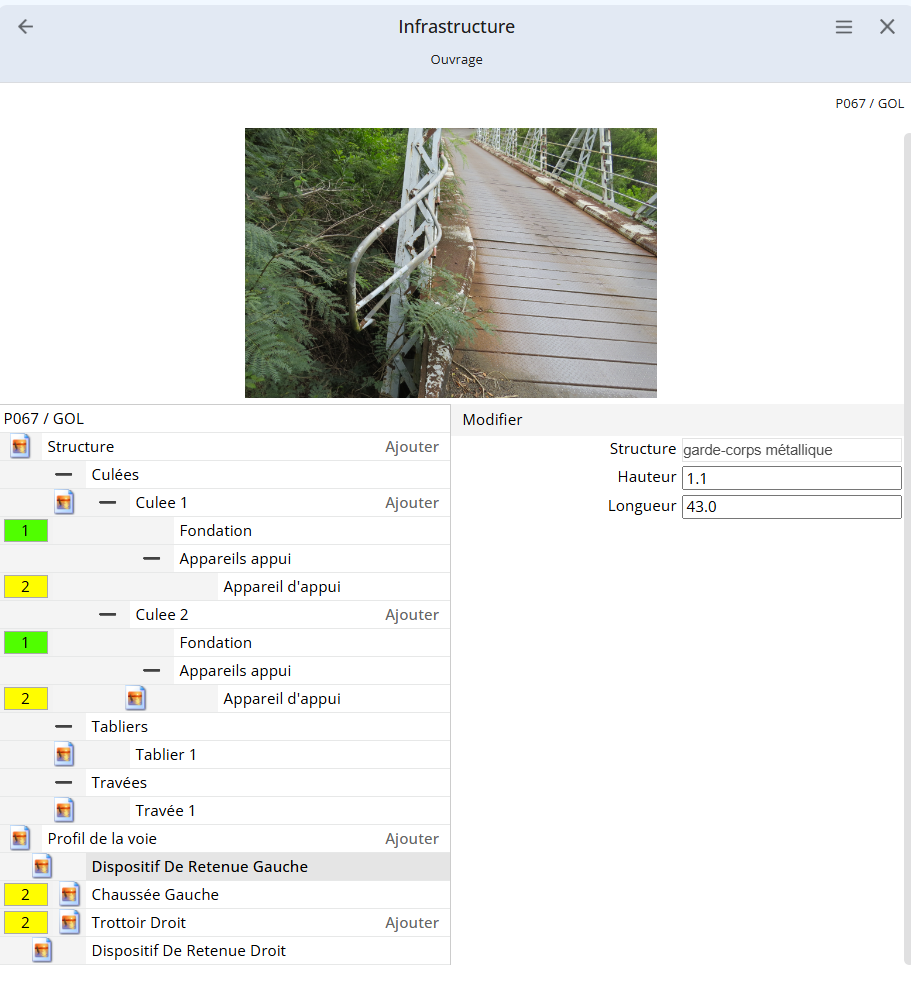 Infrastructure
Ouvrage
P067 / GOL
P067 / GOL
Structure Ajouter
Culées
Culee 1 Ajouter
1 Fondation
Appareils appui
2 Appareil d'appui
Culee 2 Ajouter
1 Fondation
Appareils appui
2 Appareil d'appui
Tabliers
Tablier 1
Travées
Travée 1
Profil de la voie Ajouter
Dispositif De Retenue Gauche
2 Chaussée Gauche
2 Trottoir Droit Ajouter
Dispositif De Retenue Droit
Modifier
Structure garde-corps métallique
Hauteur 1.1
Longueur 43.0